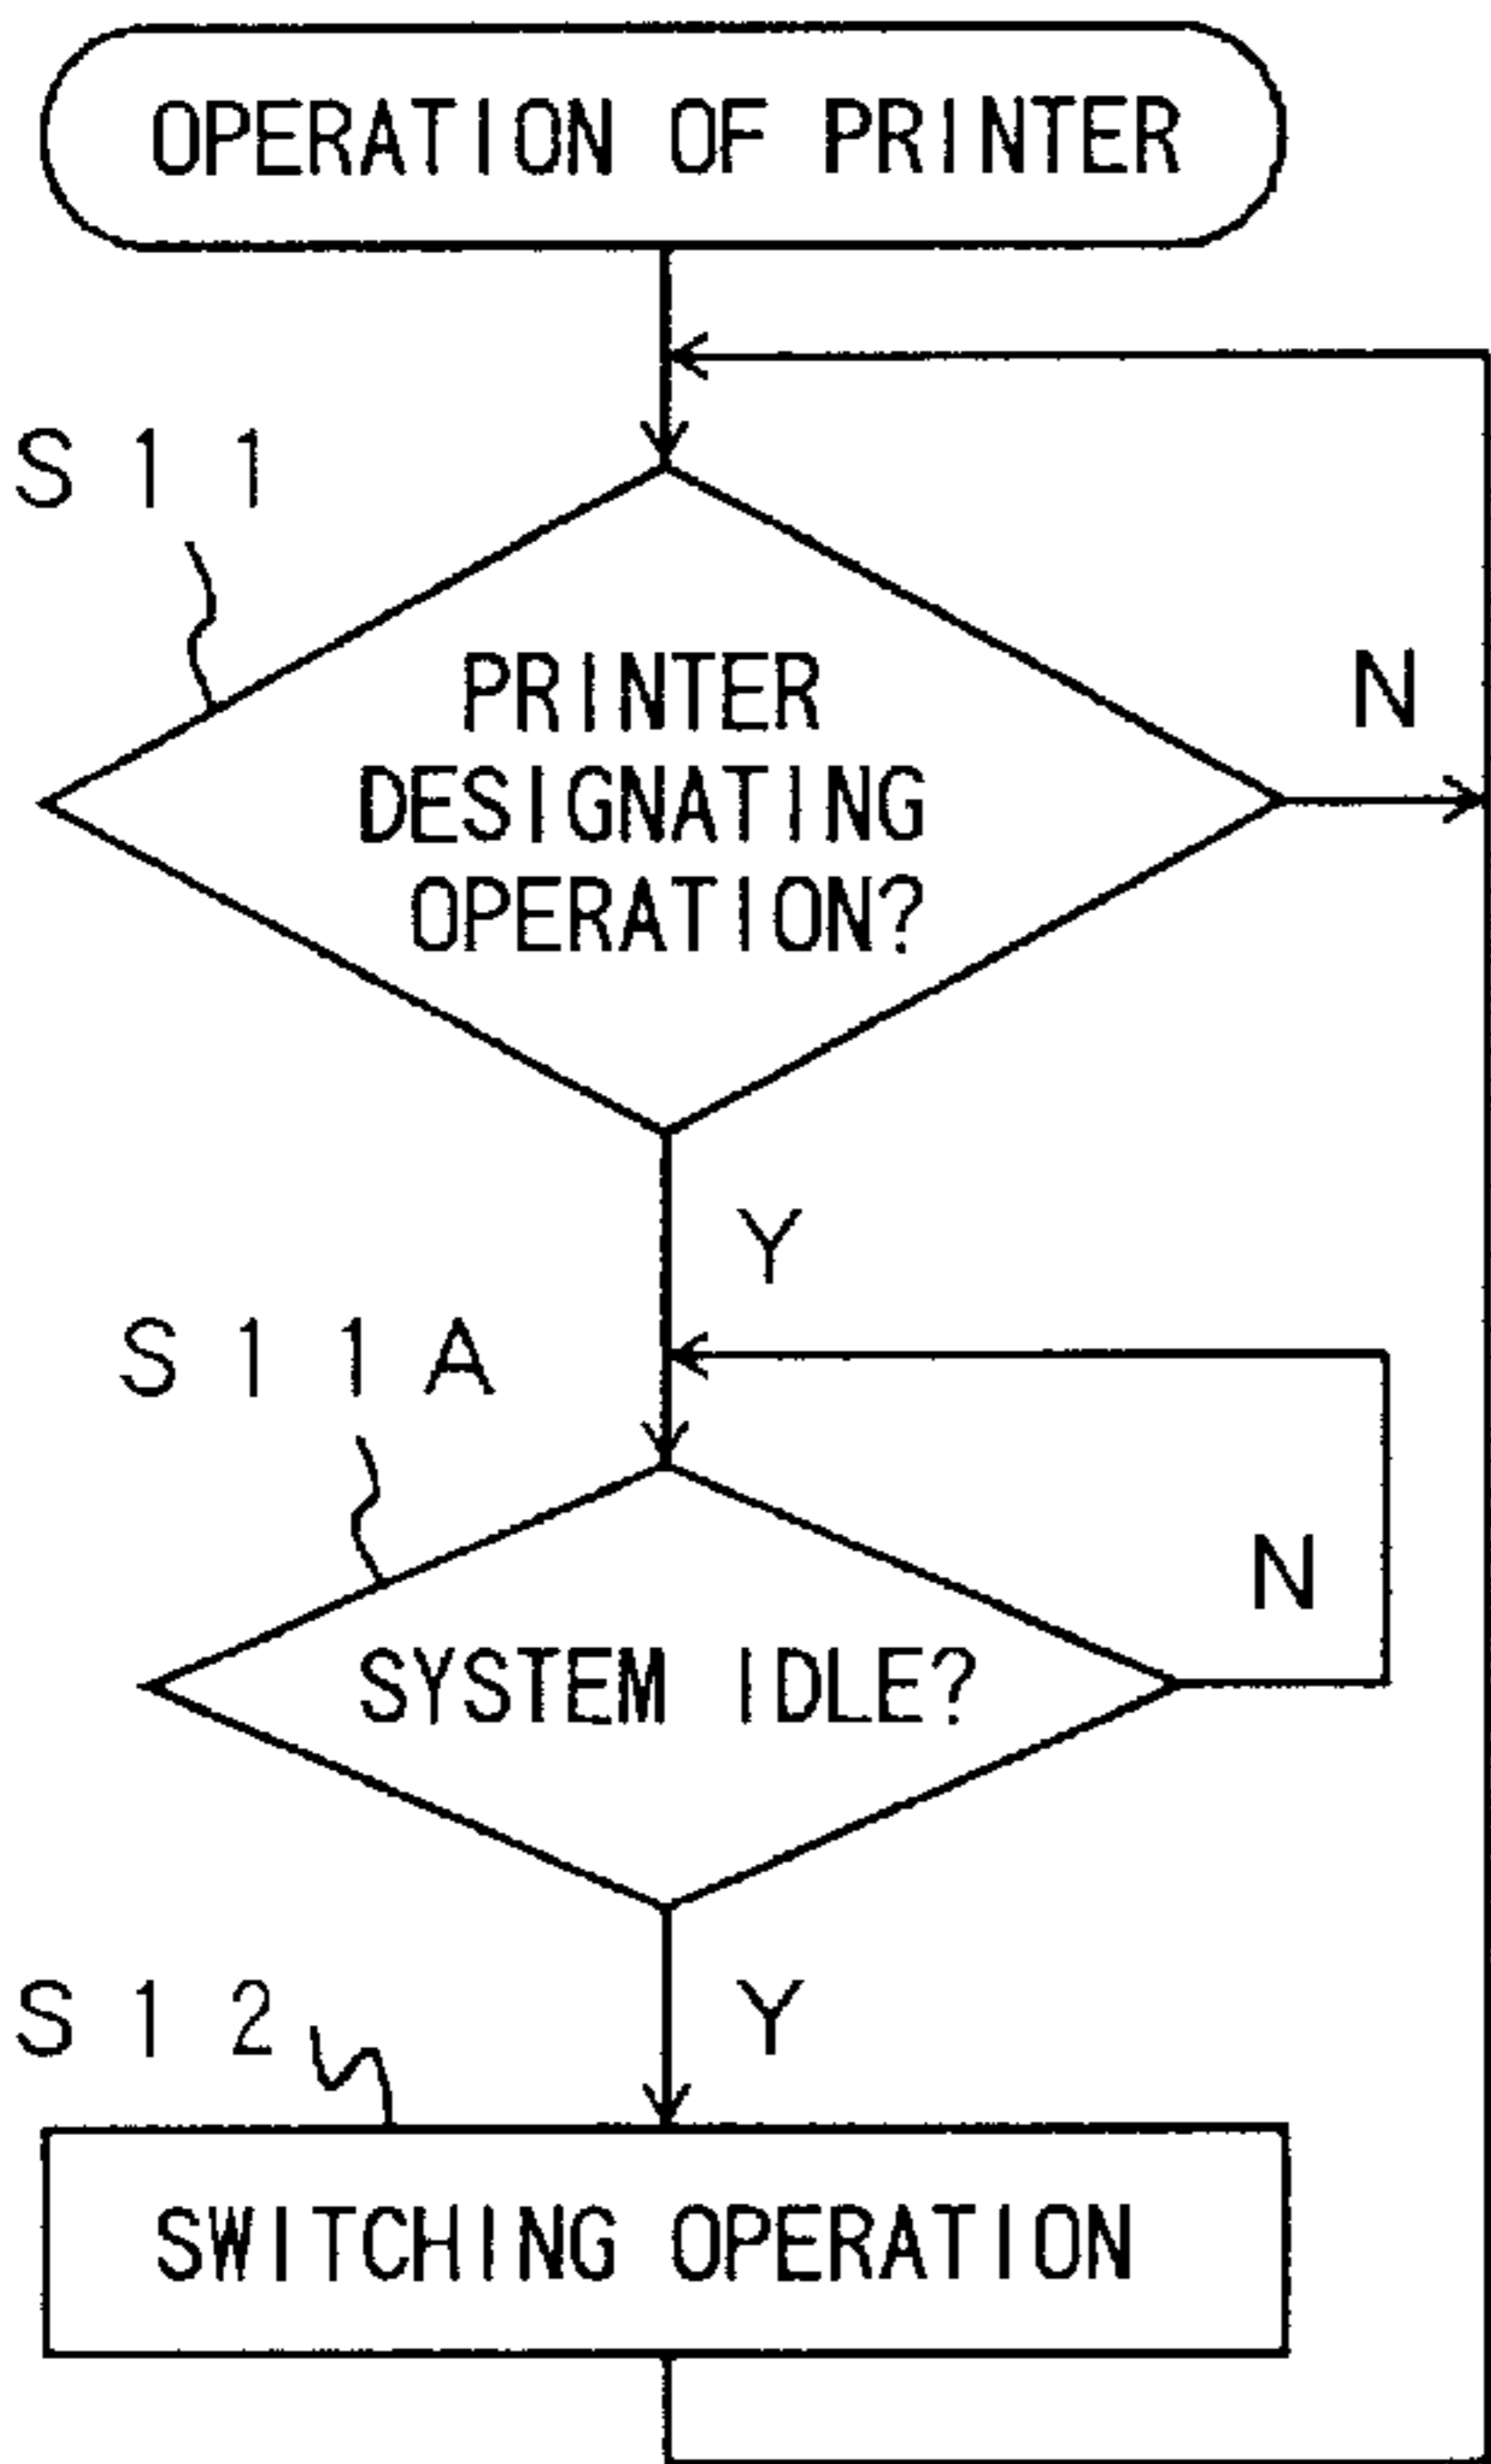 OPERATION OF PRINTER
S11
PRINTER
DESIGNATING
OPERATION?
N
Y
S11A
SYSTEM IDLE?
N
Y
S12
SWITCHING OPERATION